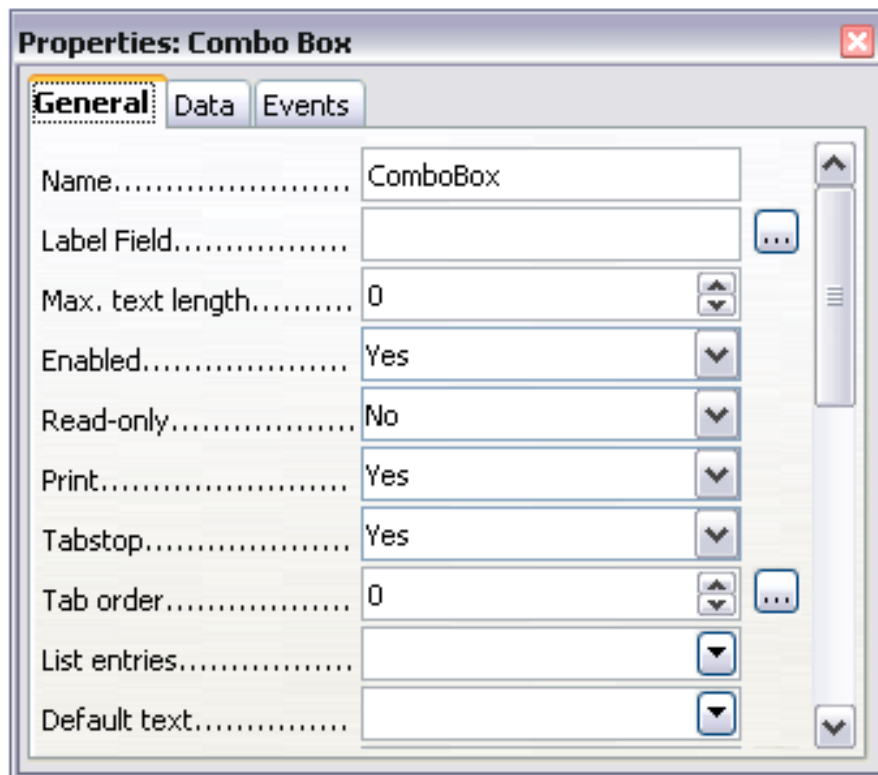 Properties: Combo Box
General Data Events
Name....................... ComboBox
Label Field................. ...
Max. text length.......... 0
Enabled.................... Yes
Read-only.................. No
Print........................ Yes
Tabstop.................... Yes
Tab order.................. 0 ...
List entries.................
Default text...............